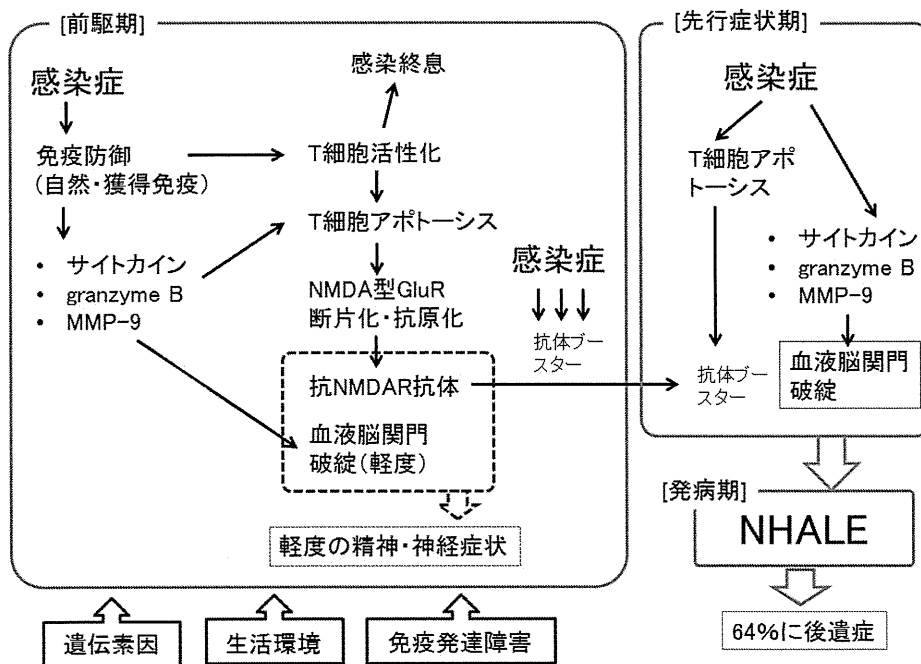 [前駆期]
感染症
免疫防御
(自然・獲得免疫)
• サイトカイン
• granzyme B
• MMP-9
感染終息
T細胞活性化
T細胞アポトーシス
NMDA型GluR
断片化・抗原化
抗NMDAR抗体
血液脳関門
破綻(軽度)
軽度の精神・神経症状
感染症
抗体ブー
スター
遺伝素因
生活環境
免疫発達障害
[先行症状期]
感染症
T細胞アポ
トーシス
• サイトカイン
• granzyme B
• MMP-9
抗体ブー
スター
血液脳関門
破綻
[発病期]
NHALE
64%に後遺症